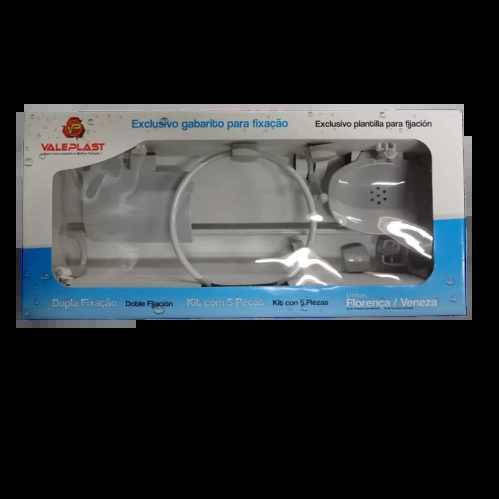 Exclusivo gabarito para fixação
Exclusivo plantilla para fijación
VALEPLAST
Dupla Fixação
Doble Fijación
Kit com 5 Peças
Kit con 5 Piezas
Linhas
Florença / Veneza